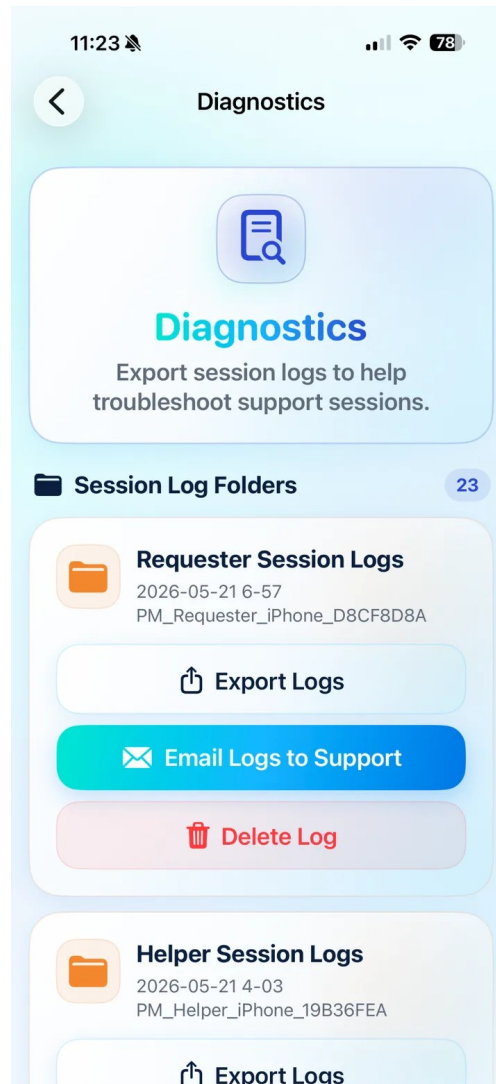 11:23
78
Diagnostics
Diagnostics
Export session logs to help
troubleshoot support sessions.
Session Log Folders
23
Requester Session Logs
2026-05-21 6-57
PM_Requester_iPhone_D8CF8D8A
Export Logs
Email Logs to Support
Delete Log
Helper Session Logs
2026-05-21 4-03
PM_Helper_iPhone_19B36FEA
Export Logs